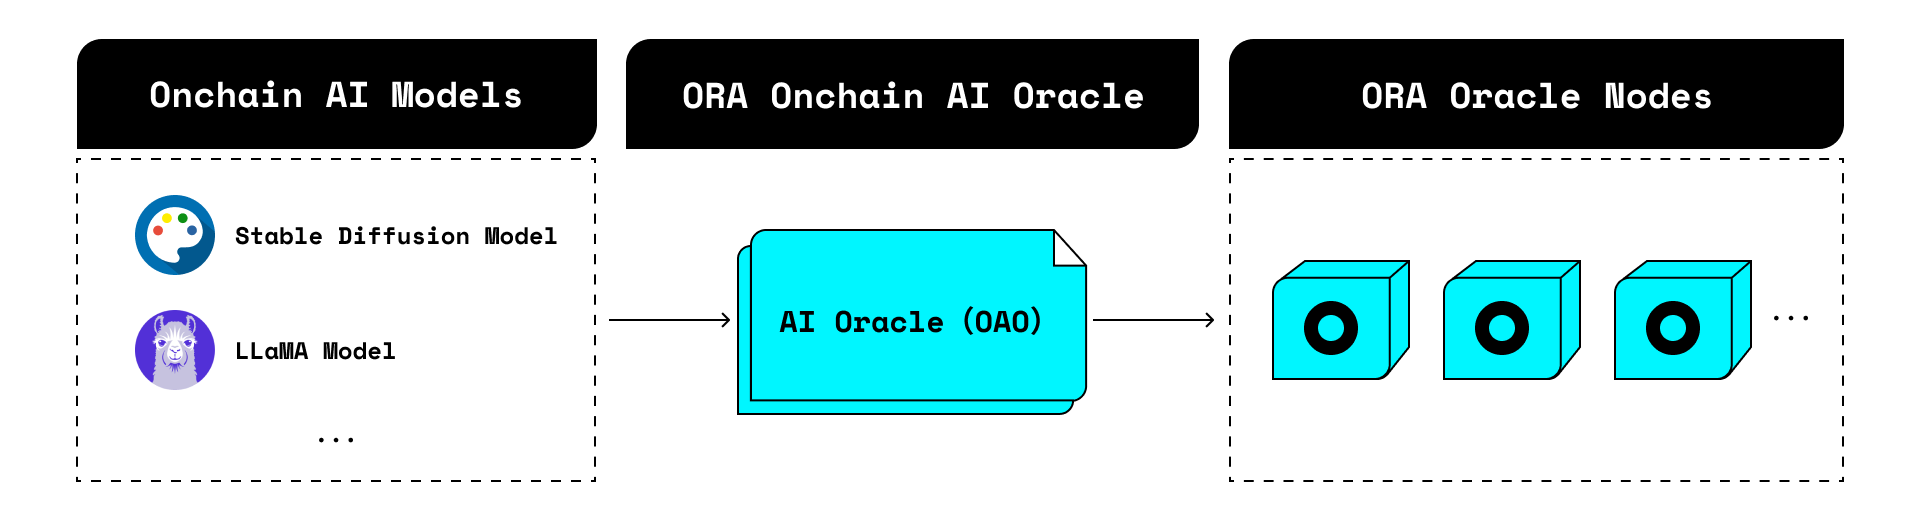 Onchain AI Models
ORA Onchain AI Oracle
ORA Oracle Nodes
Stable Diffusion Model
LLaMA Model
...
AI Oracle (OAO)
...